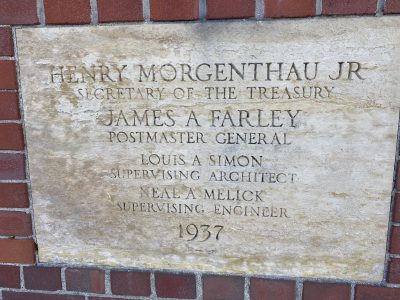 HENRY MORGENTHAU JR
SECRETARY OF THE TREASURY
JAMES A FARLEY
POSTMASTER GENERAL
LOUIS A SIMON
SUPERVISING ARCHITECT
NEAL A MELICK
SUPERVISING ENGINEER
1937